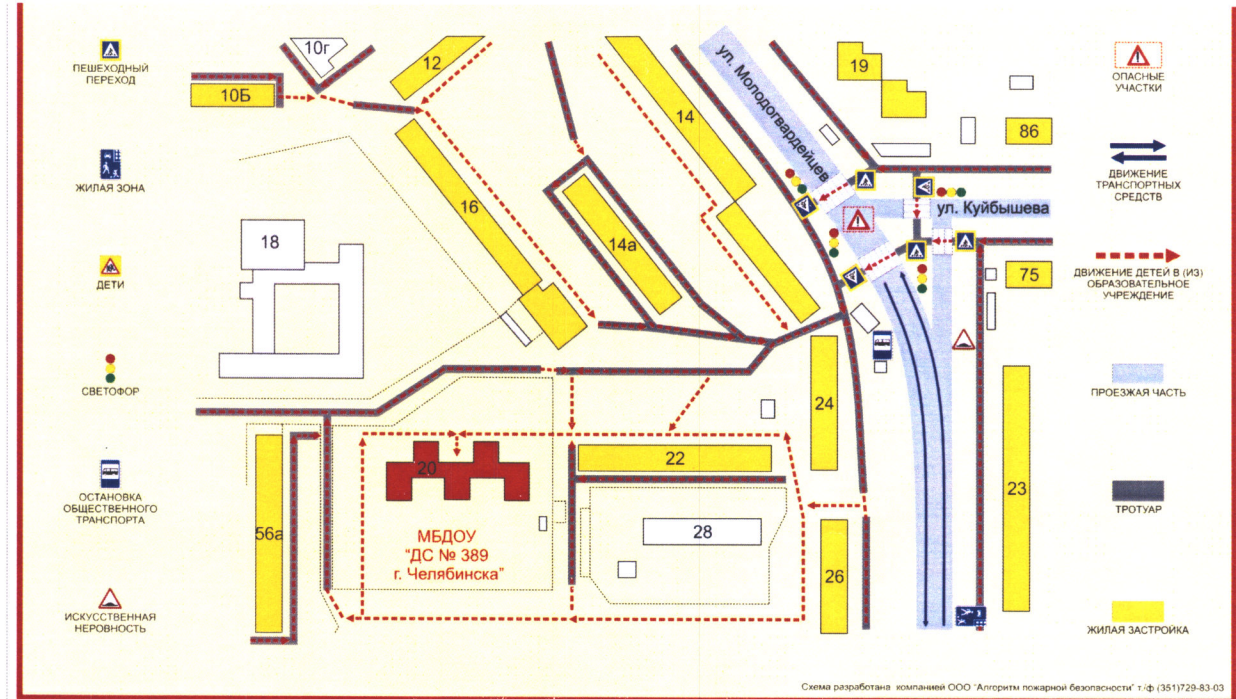 ПЕШЕХОДНЫЙ
ПЕРЕХОД
ЖИЛАЯ ЗОНА
ДЕТИ
СВЕТОФОР
ОСТАНОВКА
ОБЩЕСТВЕННОГО
ТРАНСПОРТА
ИСКУССТВЕННАЯ
НЕРОВНОСТЬ
10г
12
10Б
14
ул. Молодогвардейцев
19
86
16
14а
18
ул. Куйбышева
75
24
22
20
23
56а
28
26
МБДОУ
"ДС № 389
г. Челябинска"
ОПАСНЫЕ
УЧАСТКИ
ДВИЖЕНИЕ
ТРАНСПОРТНЫХ
СРЕДСТВ
ДВИЖЕНИЕ ДЕТЕЙ В (ИЗ)
ОБРАЗОВАТЕЛЬНОЕ
УЧРЕЖДЕНИЕ
ПРОЕЗЖАЯ ЧАСТЬ
ТРОТУАР
ЖИЛАЯ ЗАСТРОЙКА
Схема разработана компанией ООО "Алгоритм пожарной безопасности" т/ф (351)729-83-03